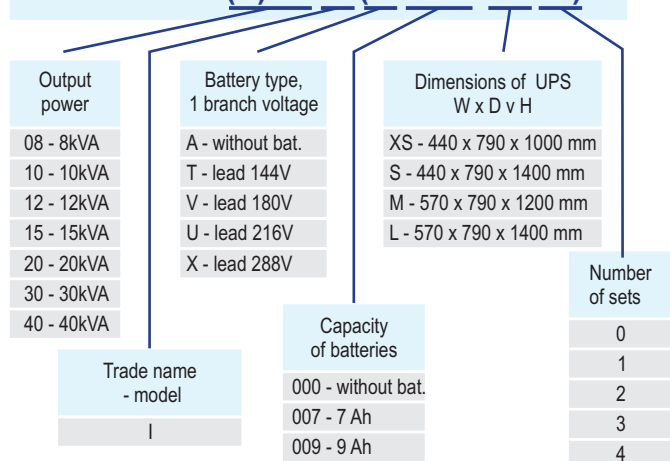 Output
power
08 - 8kVA
10 - 10kVA
12 - 12kVA
15 - 15kVA
20 - 20kVA
30 - 30kVA
40 - 40kVA
Trade name
- model
I
Battery type,
1 branch voltage
A - without bat.
T - lead 144V
V - lead 180V
U - lead 216V
X - lead 288V
Capacity
of batteries
000 - without bat.
007 - 7 Ah
009 - 9 Ah
Dimensions of UPS
W x D v H
XS - 440 x 790 x 1000 mm
S - 440 x 790 x 1400 mm
M - 570 x 790 x 1200 mm
L - 570 x 790 x 1400 mm
Number
of sets
0
1
2
3
4